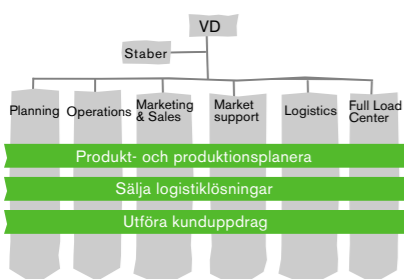 VD
Staber
Planning
Operations
Marketing
& Sales
Market
support
Logistics
Full Load
Center
Produkt- och produktionsplanera
Sälja logistiklösningar
Utföra kunduppdrag